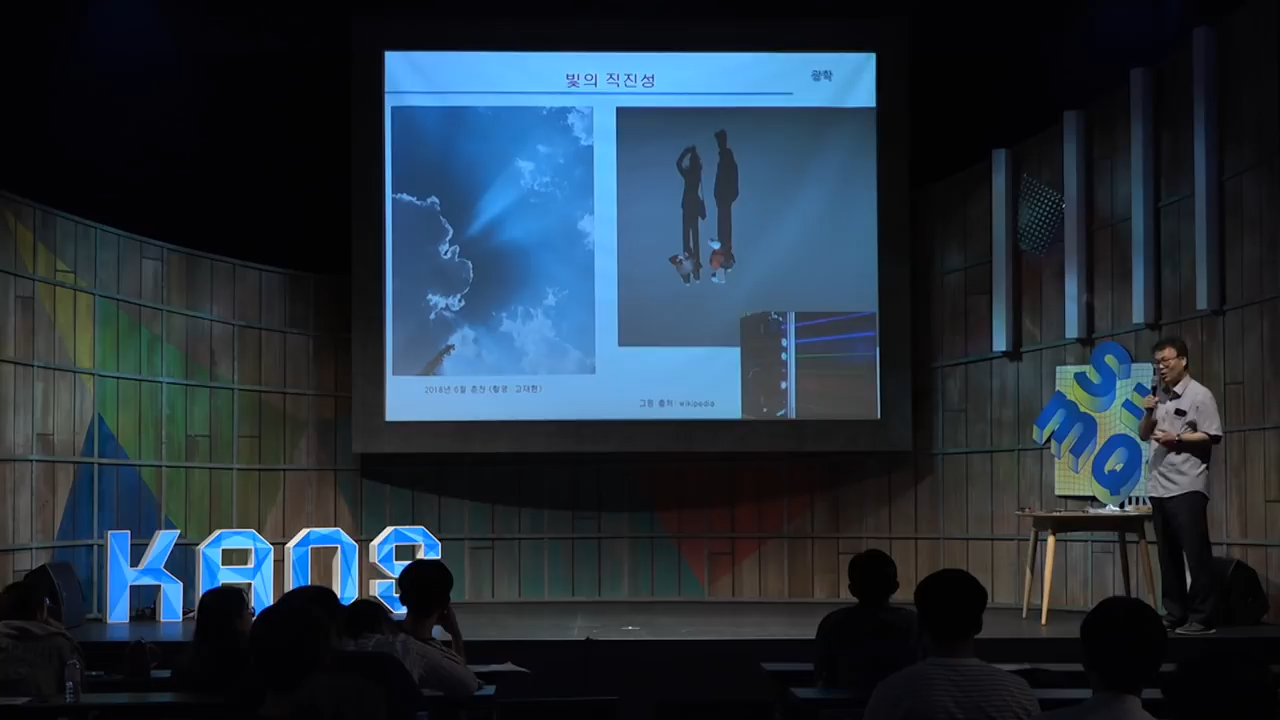 빛의 직진성
광학
2018년 6월 춘천 (촬영 고재현)
그림 출처: wikipedia
KAOS
S
mQ